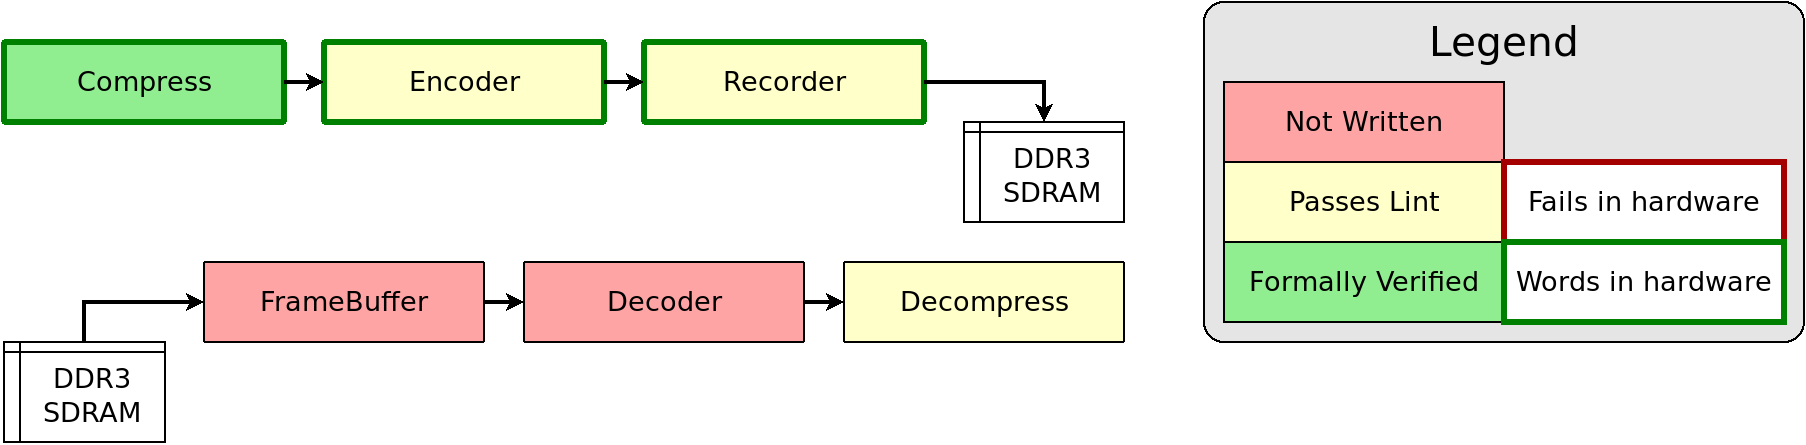 Compress
Encoder
Recorder
DDR3
SDRAM
FrameBuffer
Decoder
Decompress
DDR3
SDRAM
Legend
Not Written
Passes Lint
Fails in hardware
Formally Verified
Words in hardware